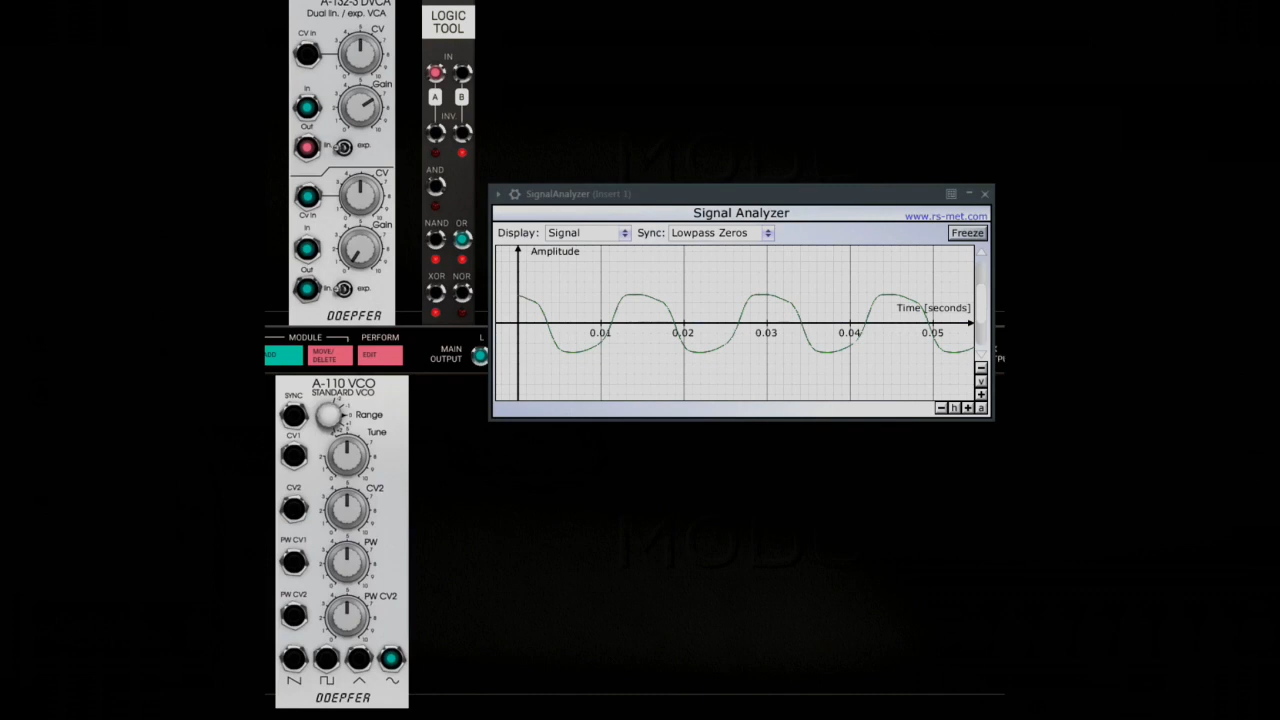 A-132-3 DVCA
Dual lin. / exp. VCA
CV In
CV
In
Gain
Out
lin.
exp.
CV
CV In
Gain
In
Out
lin.
exp.
DOEPFER
LOGIC
TOOL
IN
A
B
INV.
AND
NAND
OR
XOR
NOR
MODULE
PERFORM
ADD
MOVE/
DELETE
EDIT
MAIN
OUTPUT
L
SignalAnalyzer (Insert 1)
Signal Analyzer
www.rs-met.com
Display:
Signal
Sync:
Lowpass Zeros
Freeze
Amplitude
Time [seconds]
0.01
0.02
0.03
0.04
0.05
v
h
a
A-110 VCO
STANDARD VCO
SYNC
Range
Tune
CV1
CV2
CV2
PW CV1
PW
PW CV2
PW CV2
DOEPFER